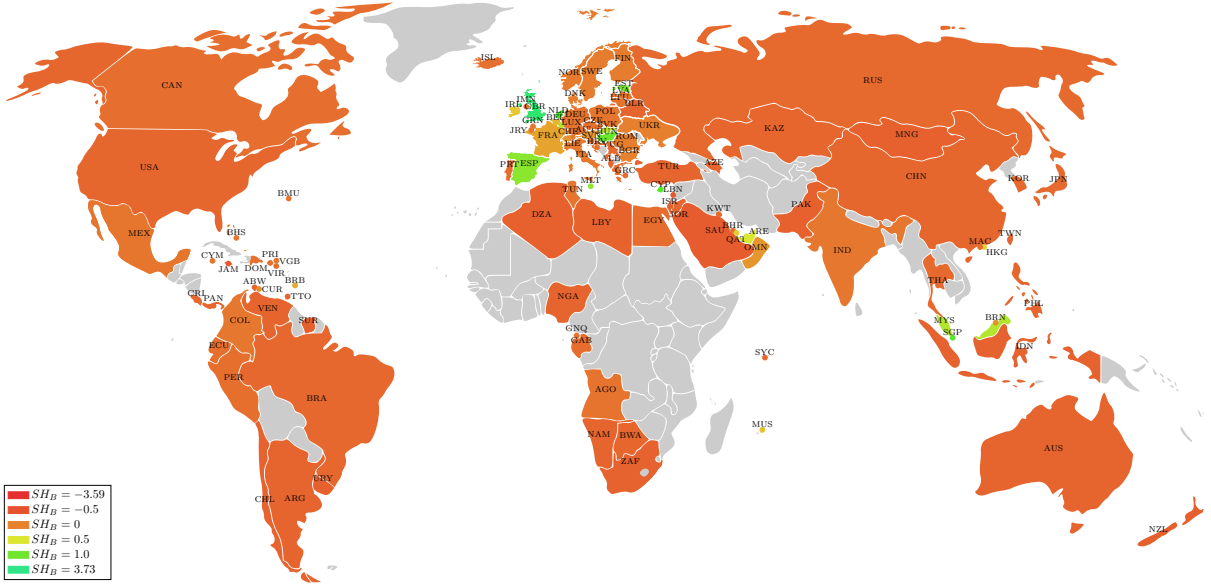 ISL
FIN
NOR
SWE
CAN
RUS
EST
LVA
LTU
DNK
IMN
GBR
IRL
NLD
BLR
POL
DEU
BEL
GRN
LUX
CZE
SVK
UKR
KAZ
MNG
JRY
FRA
CHE
HUN
SVN
ROM
LIE
BGR
ITA
ALB
USA
PRT
ESP
GRC
TUR
AZE
CHN
KOR
JPN
MLT
CYP
LBN
BMU
TUN
ISR
JOR
KWT
PAK
DZA
LBY
EGY
SAU
BHR
ARE
QAT
OMN
MEX
BHS
TWN
MAC
HKG
IND
CYM
JAM
DOM
PRI
VGB
VIR
ABW
CUR
BRB
TTO
THA
CRI
PAN
VEN
NGA
PHL
COL
SUR
MYS
BRN
SGP
GNQ
GAB
ECU
IDN
SYC
PER
AGO
BRA
MUS
NAM
BWA
AUS
ZAF
URY
CHL
ARG
NZL
SH_B = −3.59
SH_B = −0.5
SH_B = 0
SH_B = 0.5
SH_B = 1.0
SH_B = 3.73